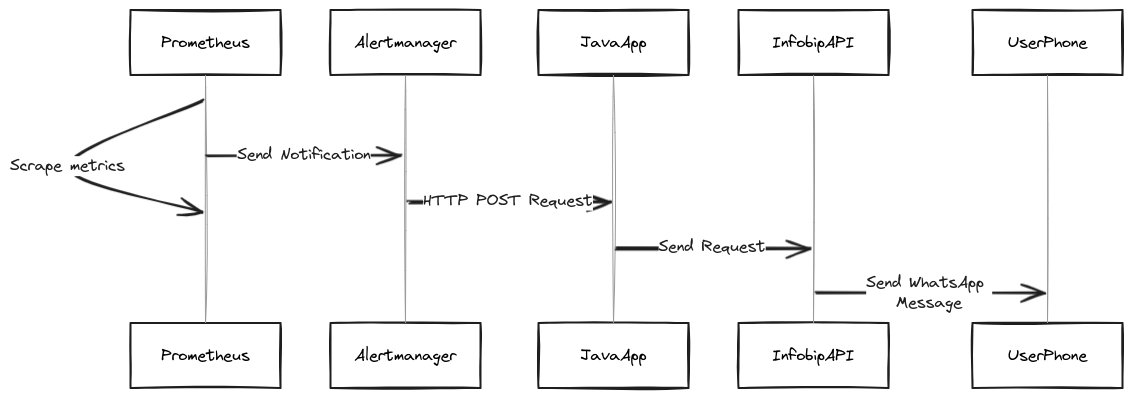 Prometheus
Alertmanager
JavaApp
InfobipAPI
UserPhone
Scrape metrics
Send Notification
HTTP POST Request
Send Request
Send WhatsApp
Message
Prometheus
Alertmanager
JavaApp
InfobipAPI
UserPhone